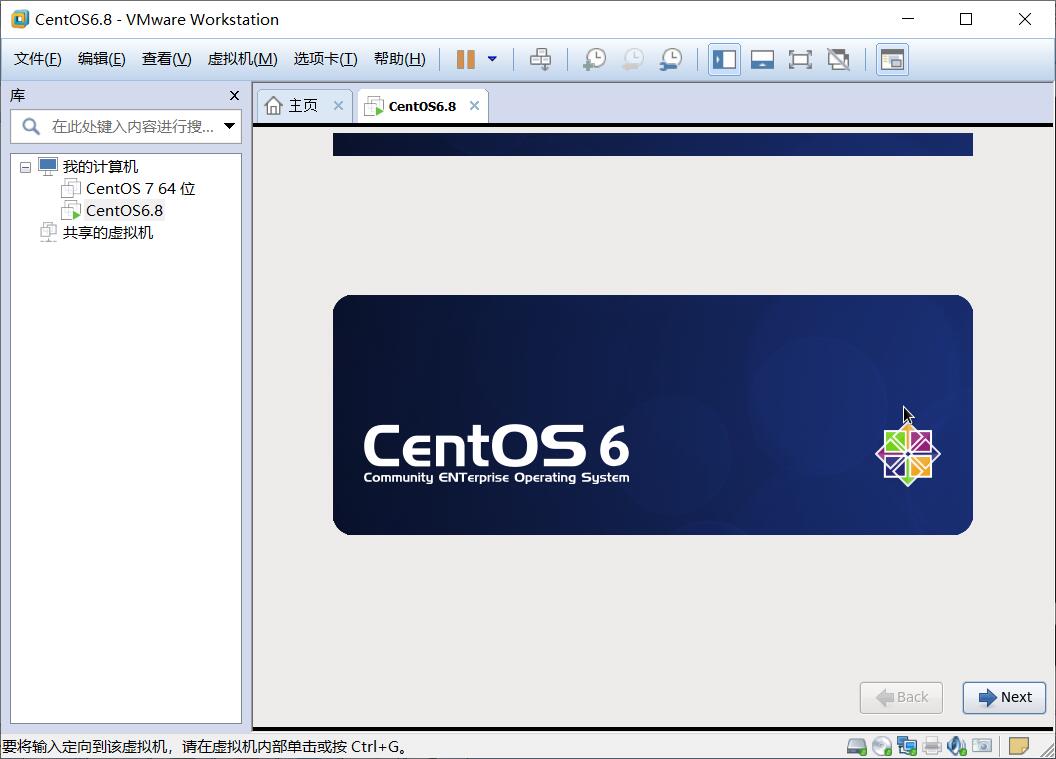 CentOS6.8 - VMware Workstation
文件(F) 编辑(E) 查看(V) 虚拟机(M) 选项卡(T) 帮助(H)
库
在此处键入内容进行搜...
我的计算机
CentOS 7 64 位
CentOS6.8
共享的虚拟机
主页 CentOS6.8
CentOS 6
Community ENTerprise Operating System
Back Next
要将输入定向到该虚拟机，请在虚拟机内部单击或按 Ctrl+G。